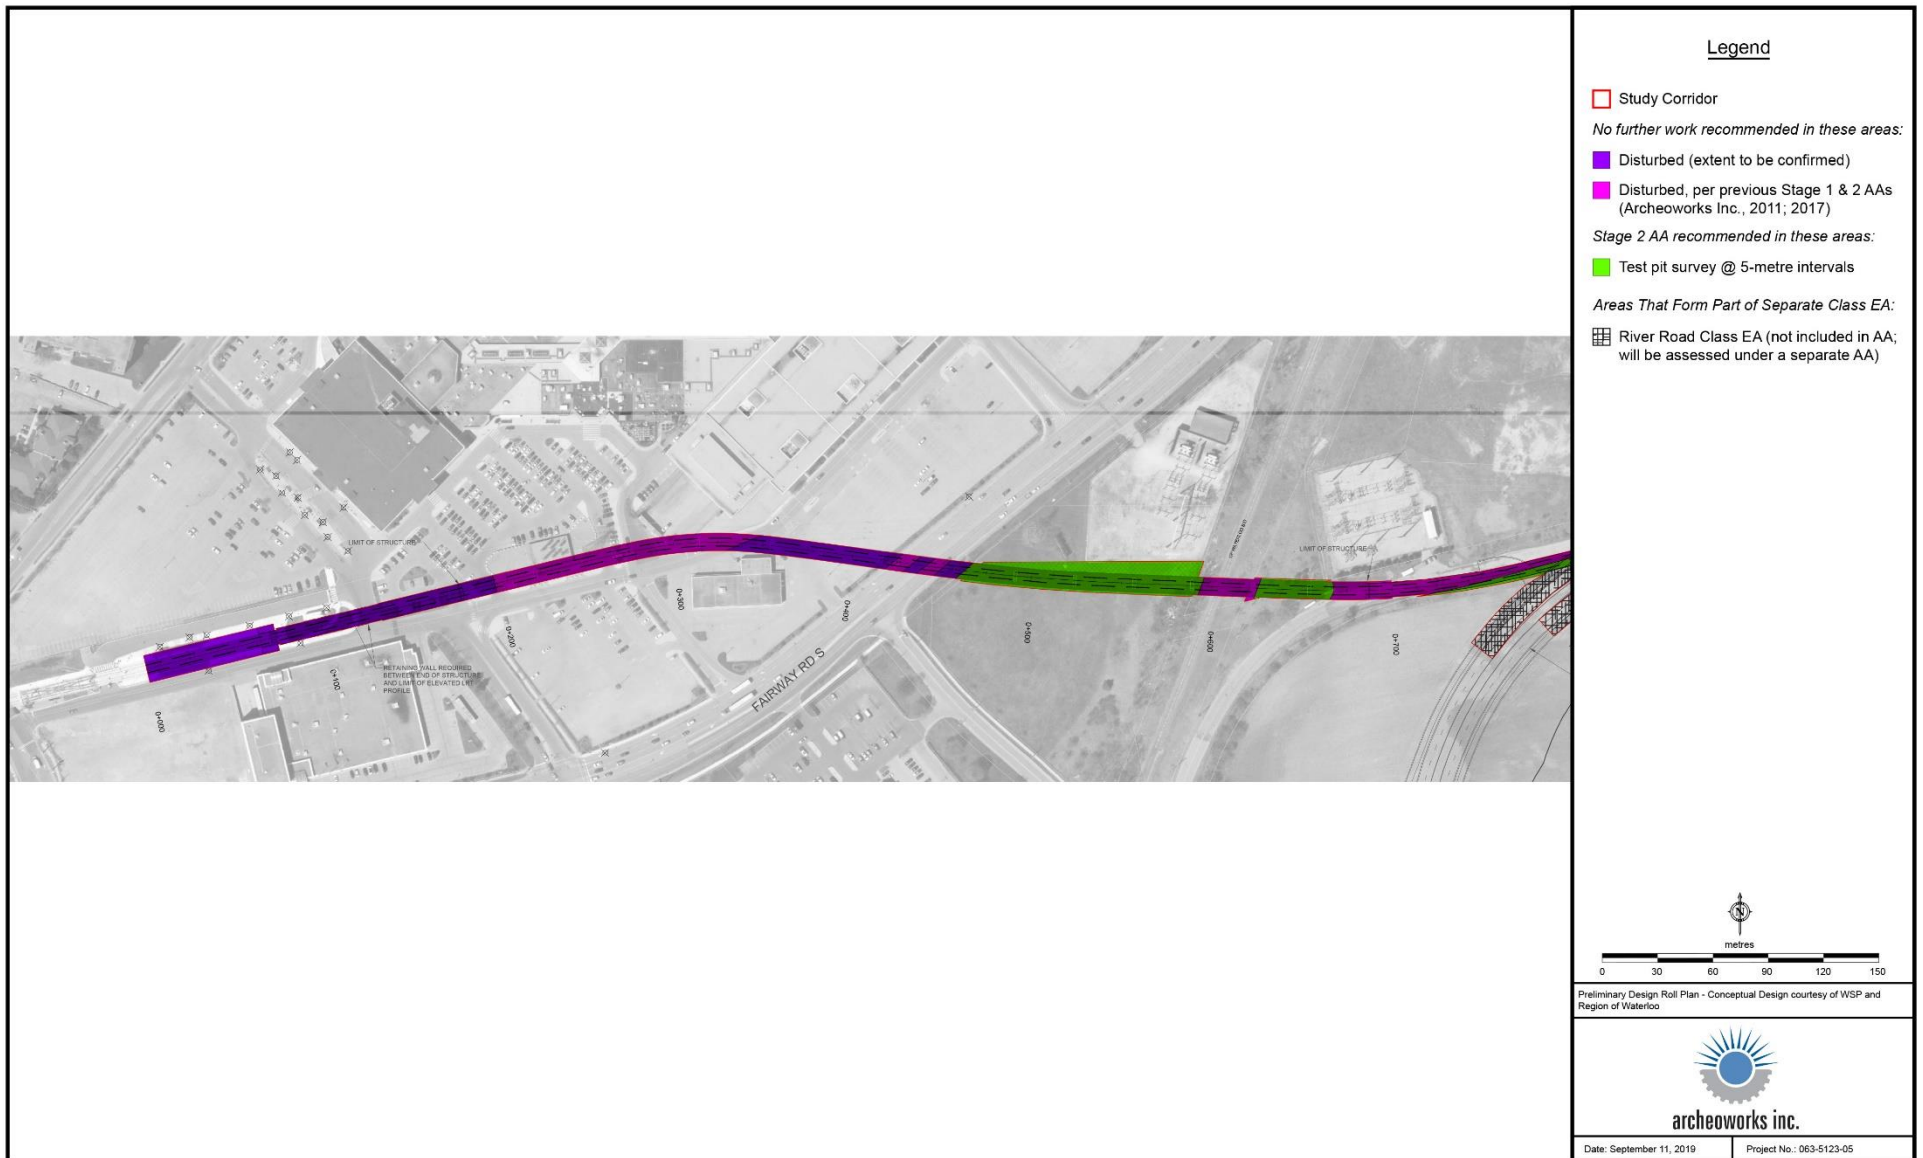 LIMIT OF STRUCTURE
RETAINING WALL REQUIRED
BETWEEN END OF STRUCTURE
AND LIMIT OF ELEVATED LRT
PROFILE
0+000
0+100
0+200
0+300
0+400
FAIRWAY RD S
0+500
0+600
LIMIT OF STRUCTURE
0+700
Legend
Study Corridor
No further work recommended in these areas:
Disturbed (extent to be confirmed)
Disturbed, per previous Stage 1 & 2 AAs
(Archeoworks Inc., 2011; 2017)
Stage 2 AA recommended in these areas:
Test pit survey @ 5-metre intervals
Areas That Form Part of Separate Class EA:
River Road Class EA (not included in AA;
will be assessed under a separate AA)
N
metres
0 30 60 90 120 150
Preliminary Design Roll Plan - Conceptual Design courtesy of WSP and
Region of Waterloo
archeoworks inc.
Date: September 11, 2019 Project No.: 063-5123-05